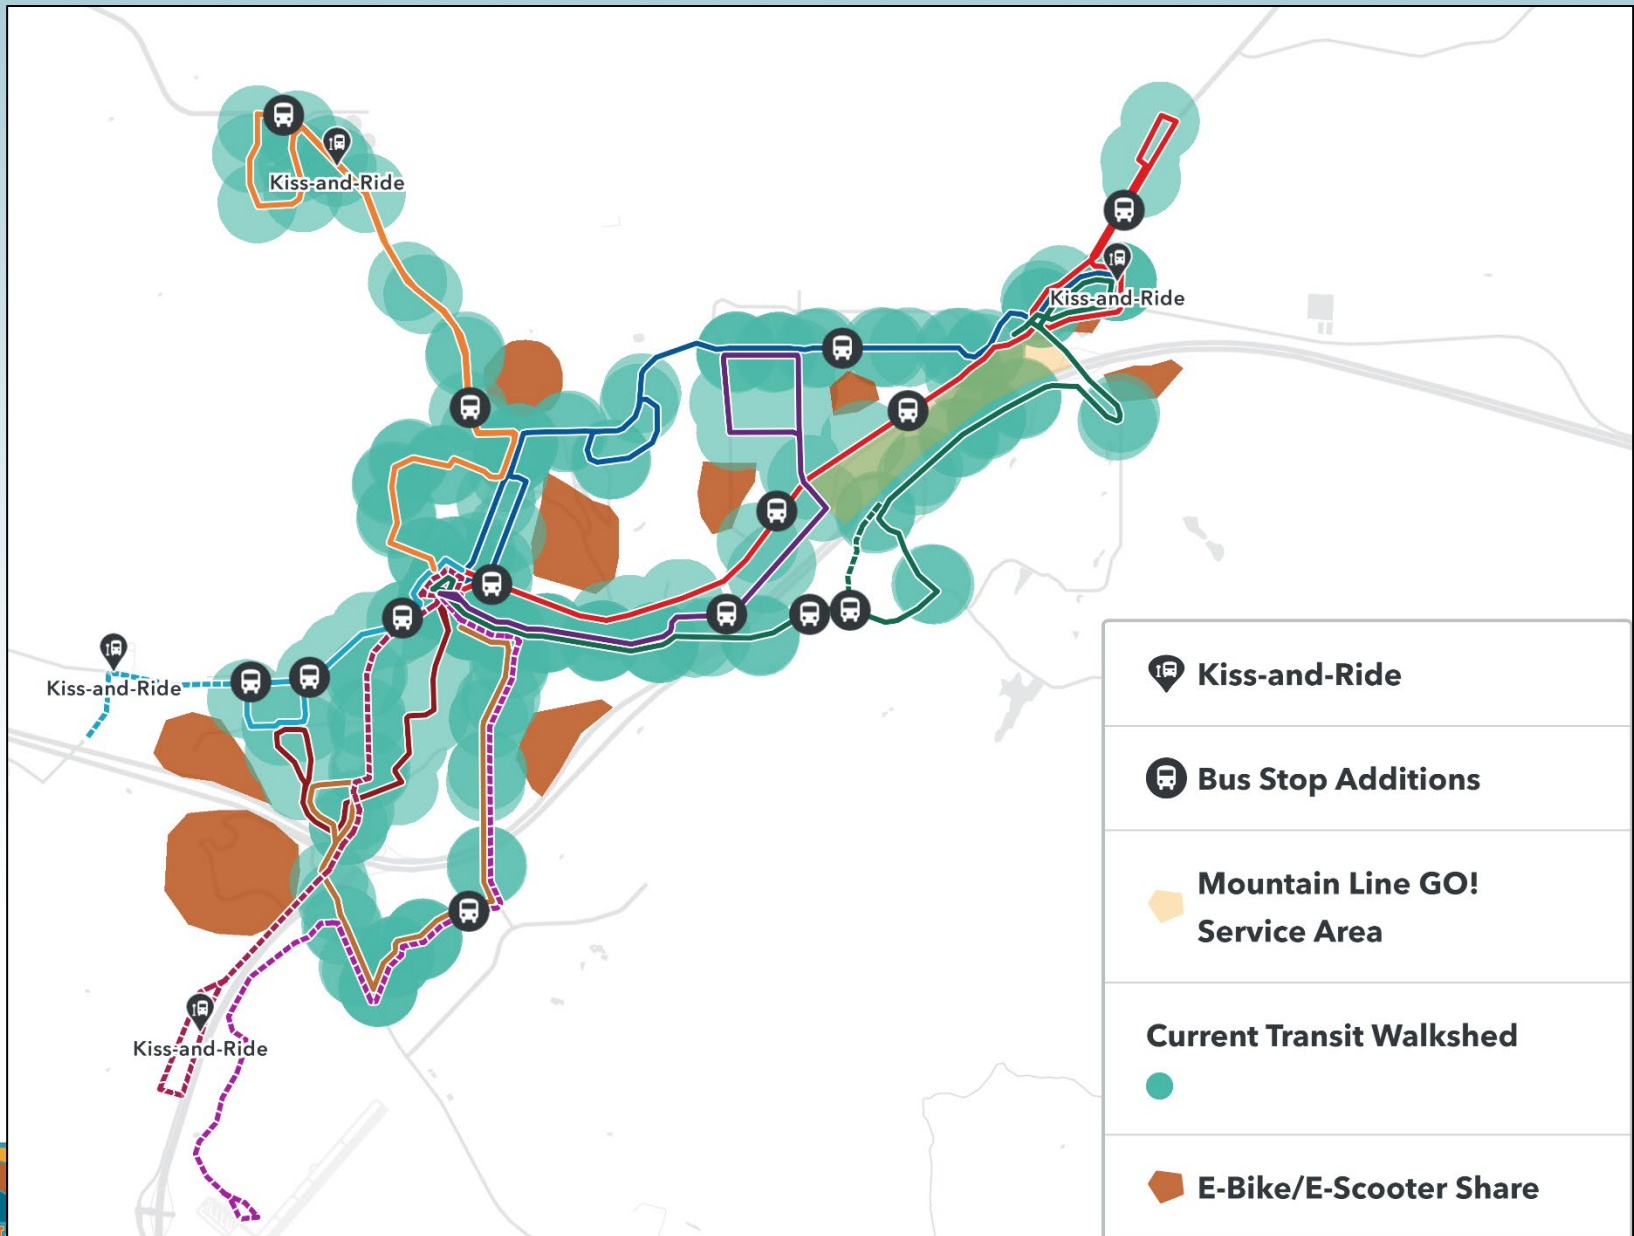 Kiss-and-Ride
Kiss-and-Ride
Kiss-and-Ride
Kiss-and-Ride
Kiss-and-Ride
Bus Stop Additions
Mountain Line GO!
Service Area
Current Transit Walkshed
E-Bike/E-Scooter Share